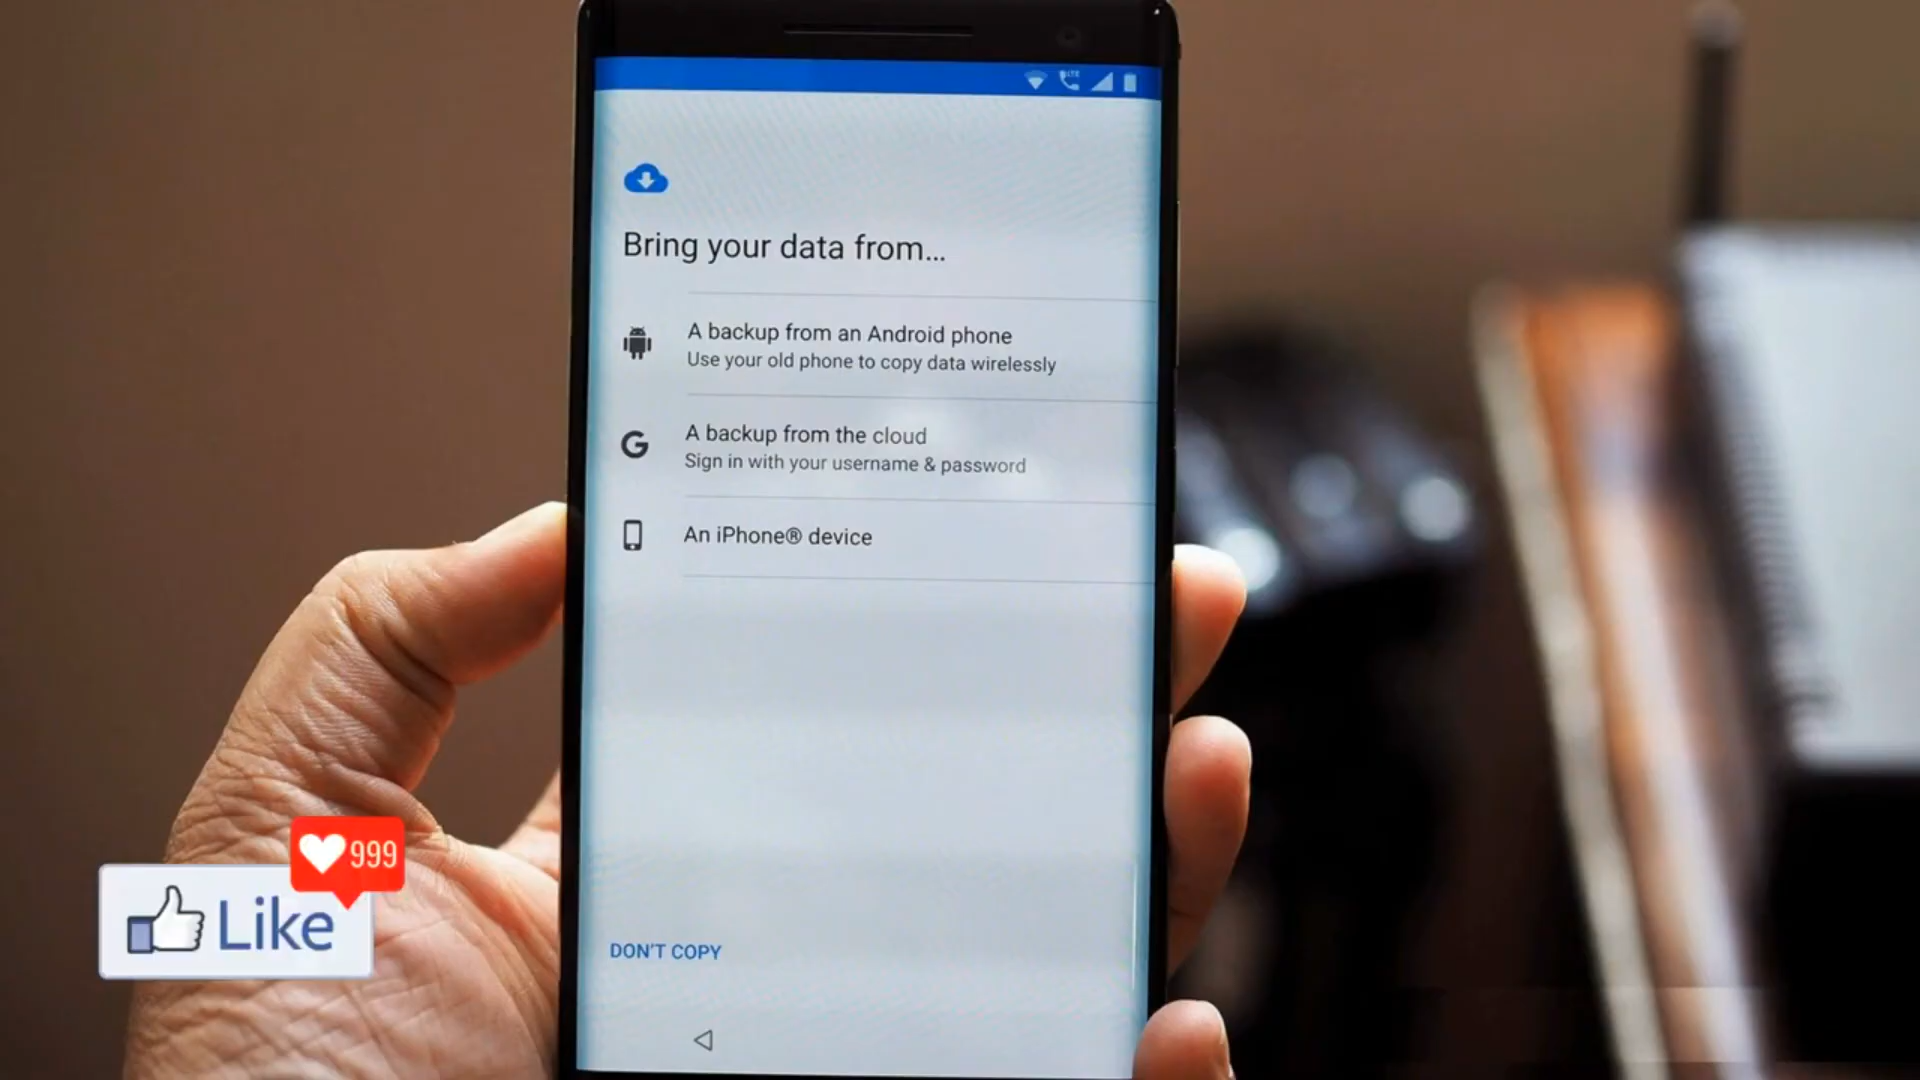 LTE
Bring your data from...
A backup from an Android phone
Use your old phone to copy data wirelessly
A backup from the cloud
Sign in with your username & password
An iPhone® device
999
Like
DON'T COPY